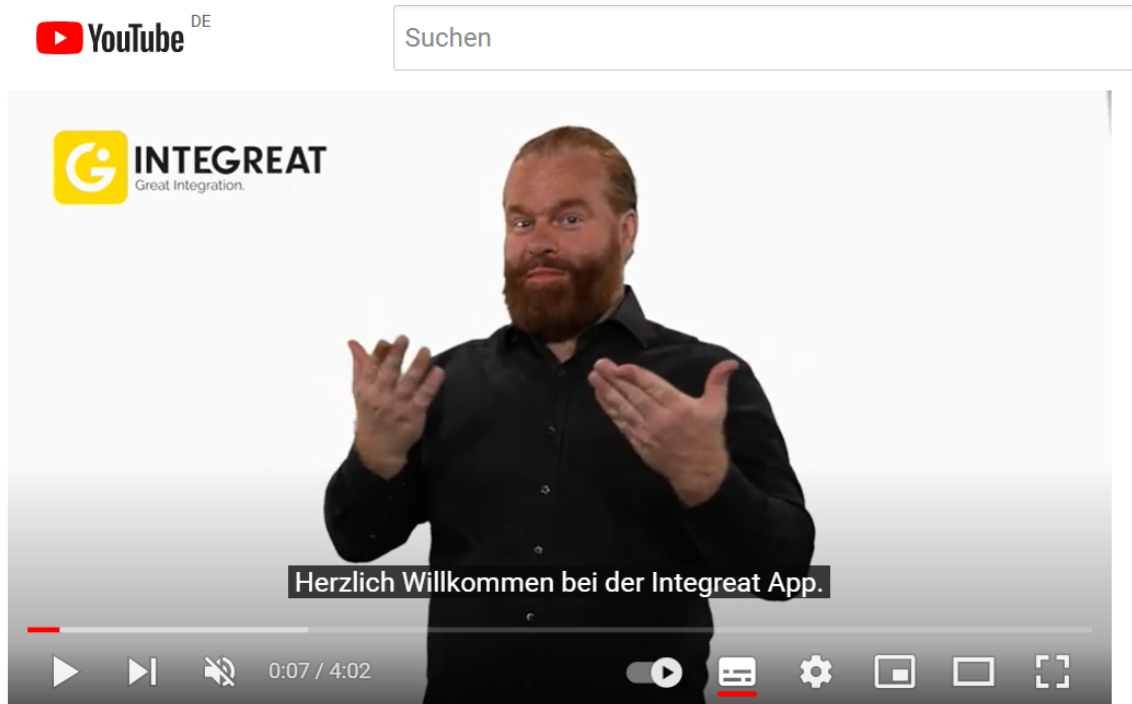 YouTube DE
Suchen
INTEGREAT
Great Integration.
Herzlich Willkommen bei der Integreat App.
0:07 / 4:02